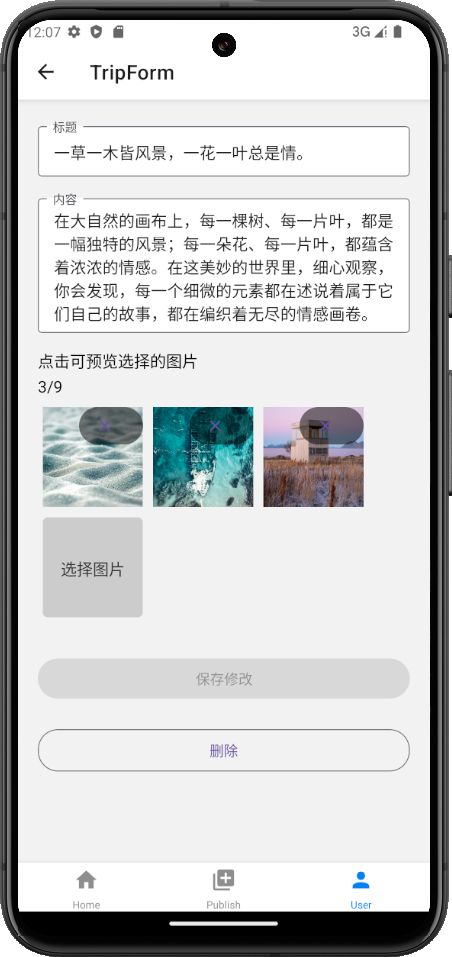 12:07
3G
TripForm
标题
一草一木皆风景，一花一叶总是情。
内容
在大自然的画布上，每一棵树、每一片叶，都是
一幅独特的风景；每一朵花、每一片叶，都蕴含
着浓浓的情感。在这美妙的世界里，细心观察，
你会发现，每一个细微的元素都在述说着属于它
们自己的故事，都在编织着无尽的情感画卷。
点击可预览选择的图片
3/9
选择图片
保存修改
删除
Home
Publish
User